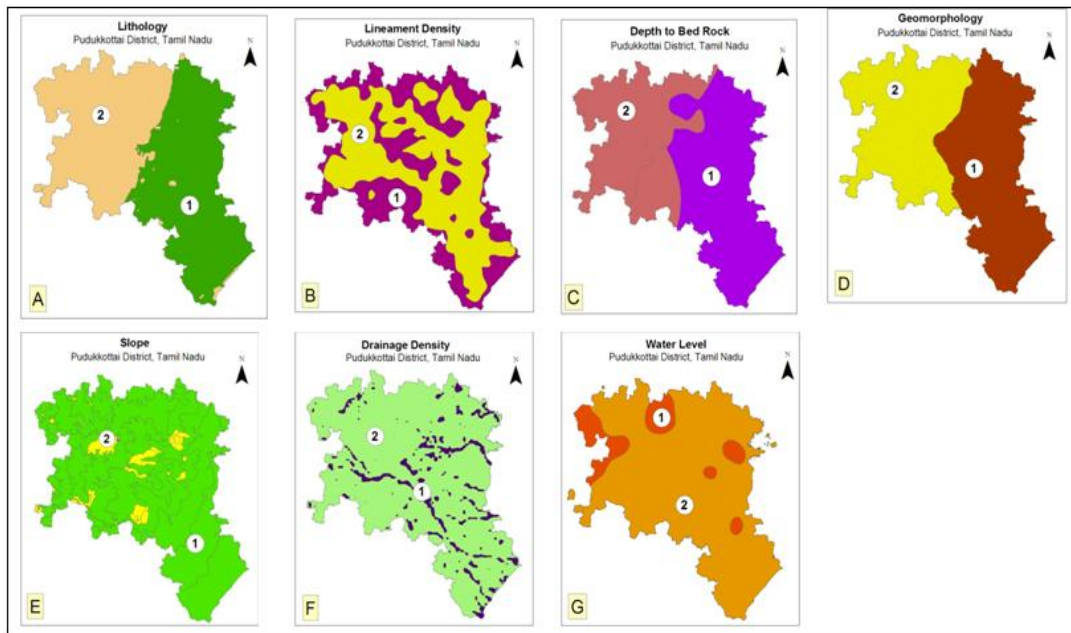 Lithology
Pudukkottai District, Tamil Nadu
N
2
1
A
Lineament Density
Pudukkottai District, Tamil Nadu
N
2
1
B
Depth to Bed Rock
Pudukkottai District, Tamil Nadu
N
2
1
C
Geomorphology
Pudukkottai District, Tamil Nadu
N
2
1
D
Slope
Pudukkottai District, Tamil Nadu
N
2
1
E
Drainage Density
Pudukkottai District, Tamil Nadu
N
2
1
F
Water Level
Pudukkottai District, Tamil Nadu
N
1
2
G